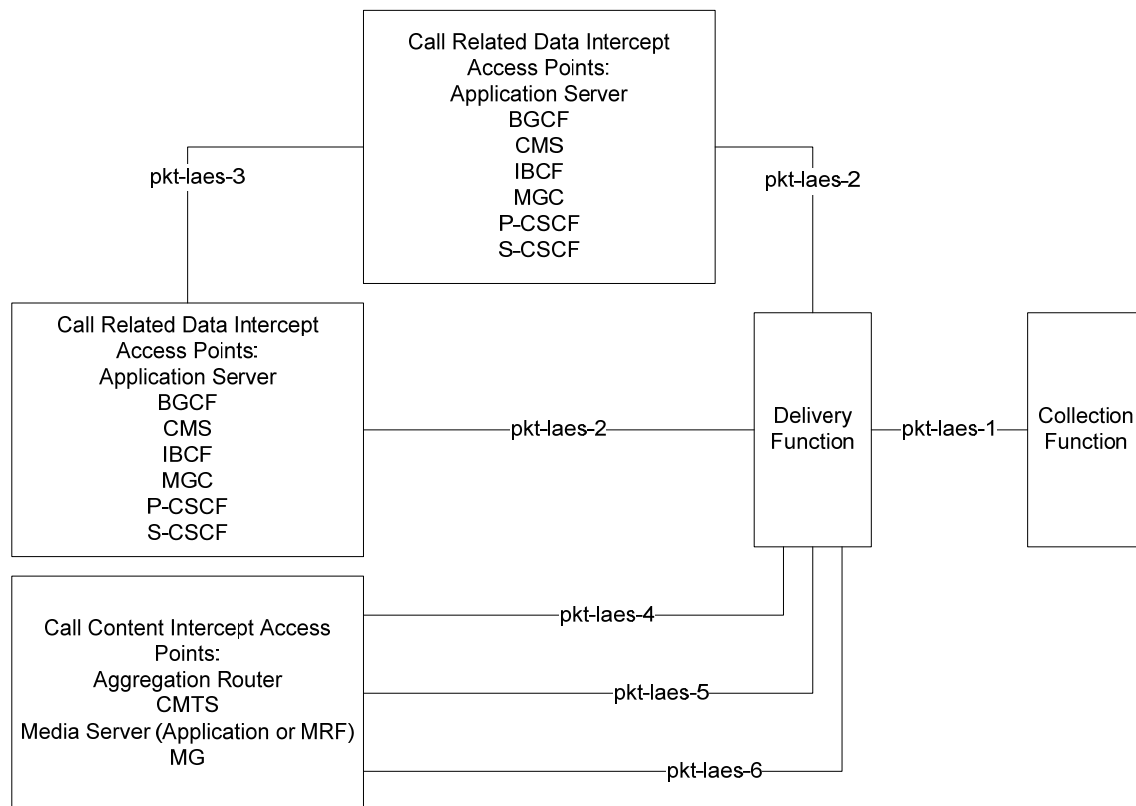 Call Related Data Intercept
Access Points:
Application Server
BGCF
CMS
IBCF
MGC
P-CSCF
S-CSCF
pkt-laes-3
pkt-laes-2
Call Related Data Intercept
Access Points:
Application Server
BGCF
CMS
IBCF
MGC
P-CSCF
S-CSCF
pkt-laes-2
Delivery
Function
pkt-laes-1
Collection
Function
Call Content Intercept Access
Points:
Aggregation Router
CMTS
Media Server (Application or MRF)
MG
pkt-laes-4
pkt-laes-5
pkt-laes-6